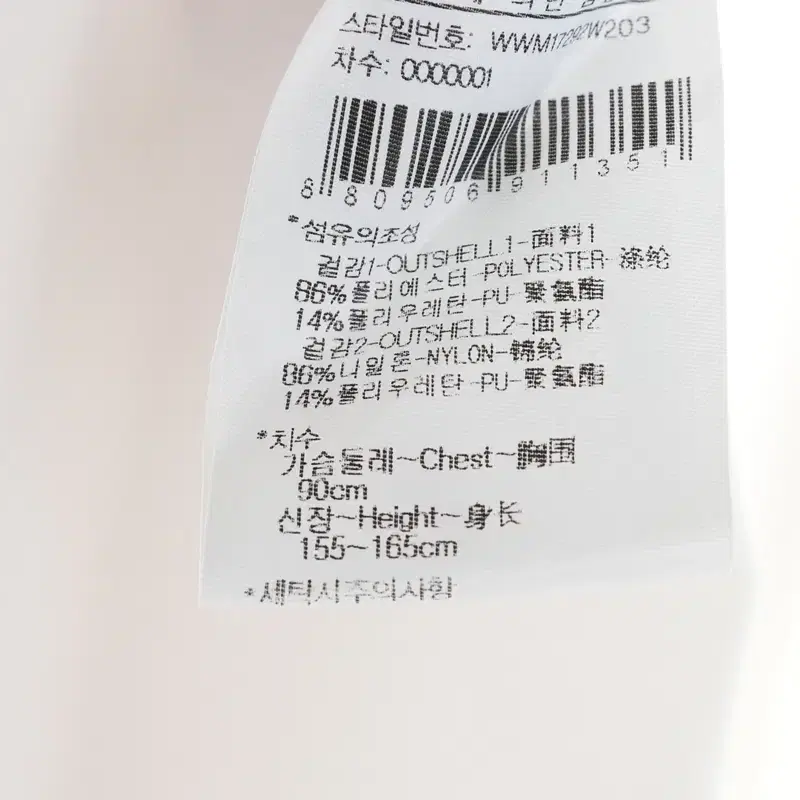 스타일번호: WWM17292W203
차수: 0000001
8 809506 911351
*섬유의조성
겉감1-OUTSHELL1-面料1
86%폴리에스터-POLYESTER-涤纶
14%폴리우레탄-PU-聚氨酯
겉감2-OUTSHELL2-面料2
86%나일론-NYLON-锦纶
14%폴리우레탄-PU-聚氨酯
*치수
가슴둘레~Chest~胸围
90cm
신장~Height~身长
155~165cm
*세탁시주의사항